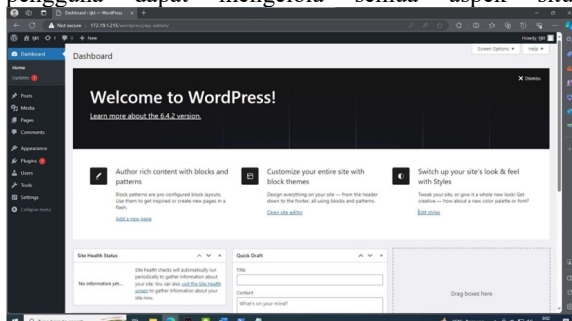 pengguna dapat mengelola semua aspek situs
Dashboard
Not secure
172.19.1.215/wordpress/wp-admin/
New
Howdy, tjkt
Screen Options
Help
Dashboard
Home
Updates
Posts
Media
Pages
Comments
Appearance
Plugins
Users
Tools
Settings
Collapse menu
Dashboard
Dismiss
Welcome to WordPress!
Learn more about the 6.4.2 version.
Author rich content with blocks and
patterns
Block patterns are pre-configured block layouts.
Use them to get inspired or create new pages in a
flash.
Add a new page
Customize your entire site with
block themes
Design everything on your site — from the header
down to the footer, all using blocks and patterns.
Open site editor
Switch up your site's look & feel
with Styles
Tweak your site, or give it a whole new look! Get
creative — how about a new color palette or font?
Edit styles
Site Health Status
No information yet...
Site health checks will automatically run
periodically to gather information about
your site. You can also visit the Site Health
screen to gather information about your
site now.
Quick Draft
Title
Content
What's on your mind?
Drag boxes here